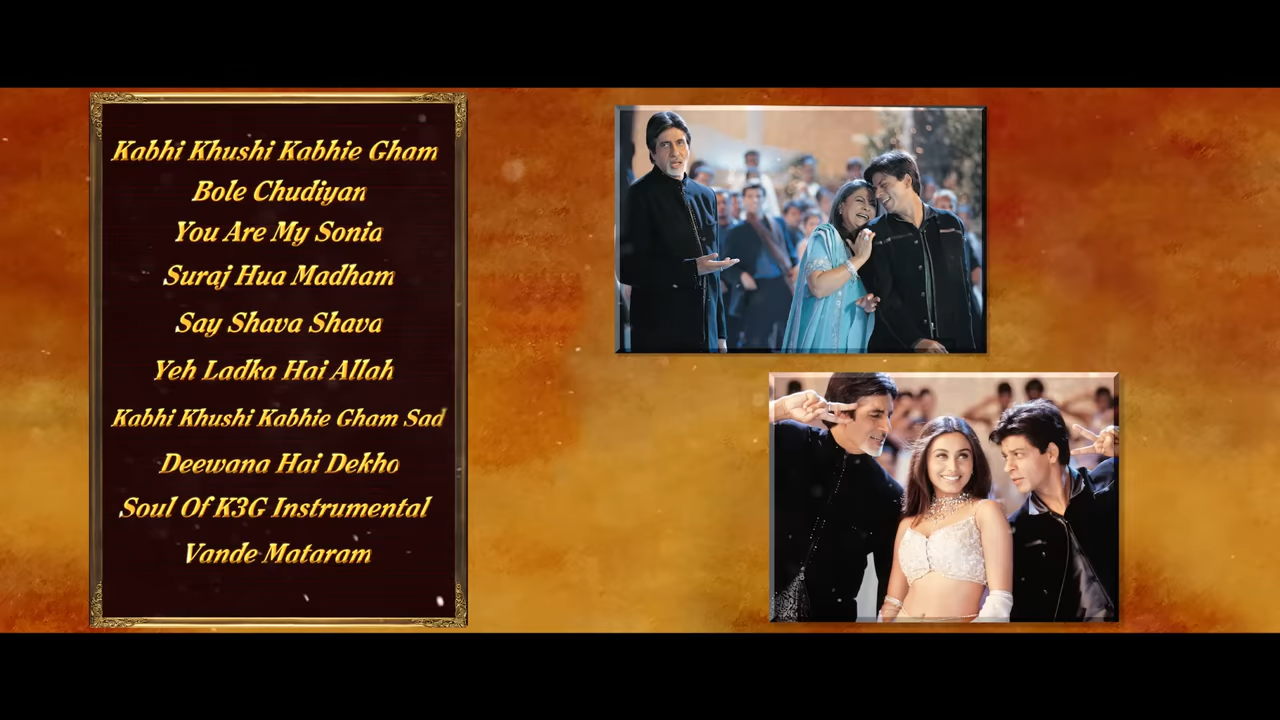 Kabhi Khushi Kabhie Gham
Bole Chudiyan
You Are My Sonia
Suraj Hua Madham
Say Shava Shava
Yeh Ladka Hai Allah
Kabhi Khushi Kabhie Gham Sad
Deewana Hai Dekho
Soul Of K3G Instrumental
Vande Mataram